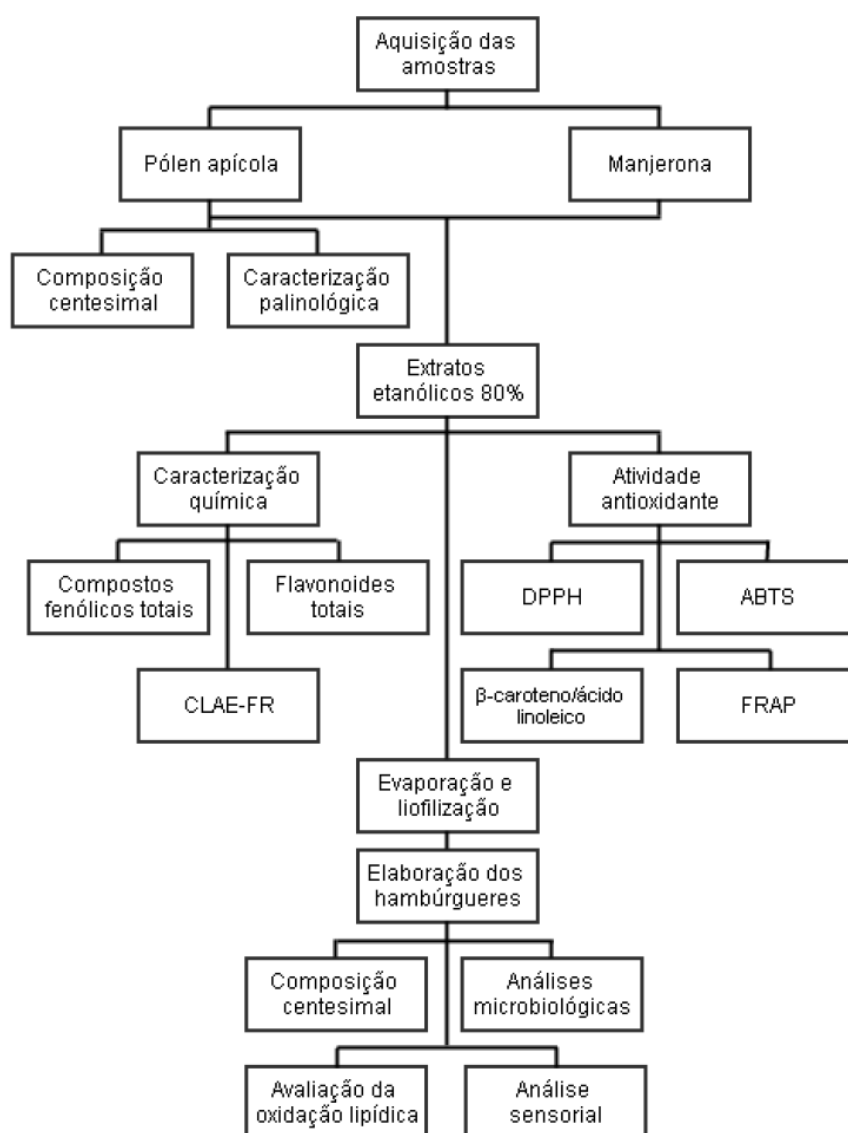 Aquisição das
amostras
Pólen apícola
Manjerona
Composição
centesimal
Caracterização
palinológica
Extratos
etanólicos 80%
Caracterização
química
Atividade
antioxidante
Compostos
fenólicos totais
Flavonoides
totais
DPPH
ABTS
CLAE-FR
β-caroteno/ácido
linoleico
FRAP
Evaporação e
liofilização
Elaboração dos
hambúrgueres
Composição
centesimal
Análises
microbiológicas
Avaliação da
oxidação lipídica
Análise
sensorial